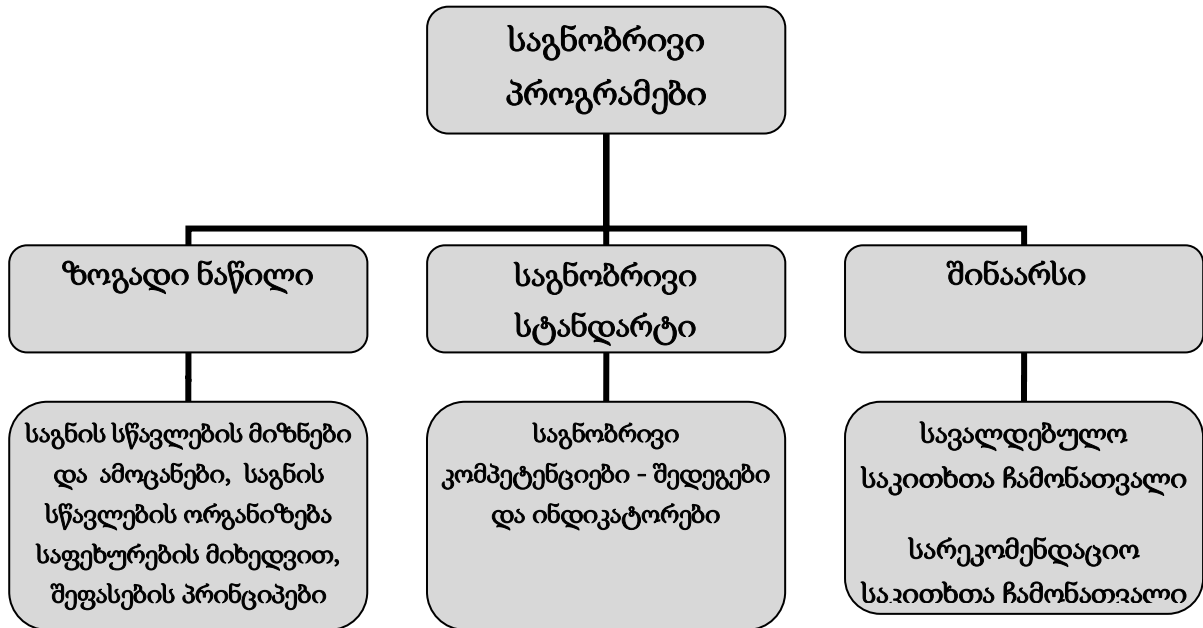 საგნობრივი
პროგრამები
ზოგადი ნაწილი
საგნობრივი
სტანდარტი
შინაარსი
საგნის სწავლების მიზნები
და ამოცანები, საგნის
სწავლების ორგანიზება
საფეხურების მიხედვით,
შეფასების პრინციპები
საგნობრივი
კომპეტენციები - შედეგები
და ინდიკატორები
სავალდებულო
საკითხთა ჩამონათვალი
სარეკომენდაციო
საკითხთა ჩამონათვალი